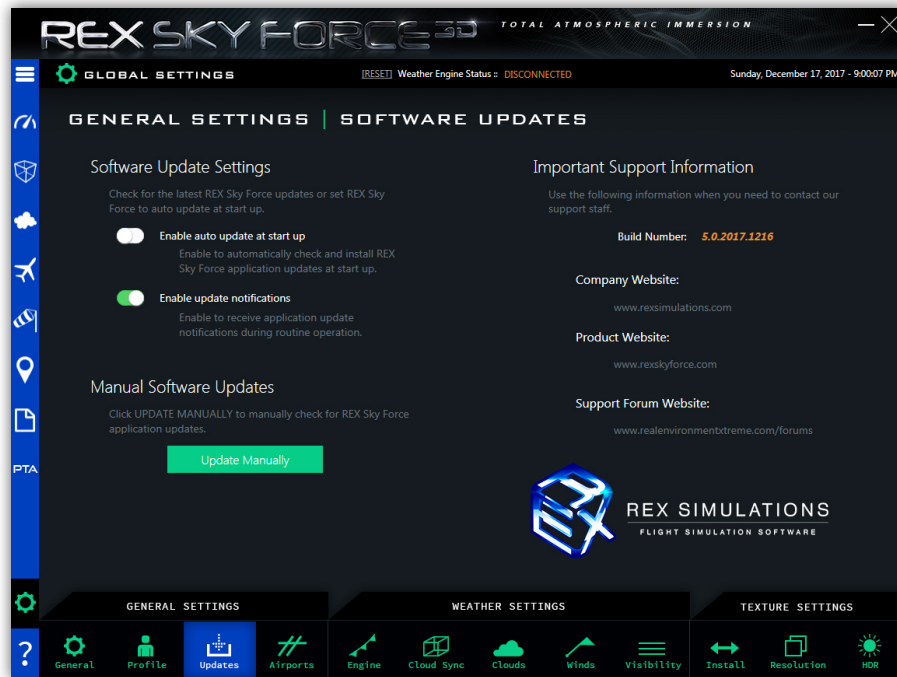 REX SKY FORCE 3D TOTAL ATMOSPHERIC IMMERSION
GLOBAL SETTINGS [RESET] Weather Engine Status :: DISCONNECTED Sunday, December 17, 2017 - 9:00:07 PM
GENERAL SETTINGS | SOFTWARE UPDATES
Software Update Settings
Check for the latest REX Sky Force updates or set REX Sky
Force to auto update at start up.
Enable auto update at start up
Enable to automatically check and install REX
Sky Force application updates at start up.
Enable update notifications
Enable to receive application update
notifications during routine operation.
Manual Software Updates
Click UPDATE MANUALLY to manually check for REX Sky Force
application updates.
Update Manually
Important Support Information
Use the following information when you need to contact our
support staff.
Build Number: 5.0.2017.1216
Company Website:
www.rexsimulations.com
Product Website:
www.rexskyforce.com
Support Forum Website:
www.realenvironmentxtreme.com/forums
REX
REX SIMULATIONS
FLIGHT SIMULATION SOFTWARE
PTA
?
GENERAL SETTINGS WEATHER SETTINGS TEXTURE SETTINGS
General Profile Updates Airports Engine Cloud Sync Clouds Winds Visibility Install Resolution HDR